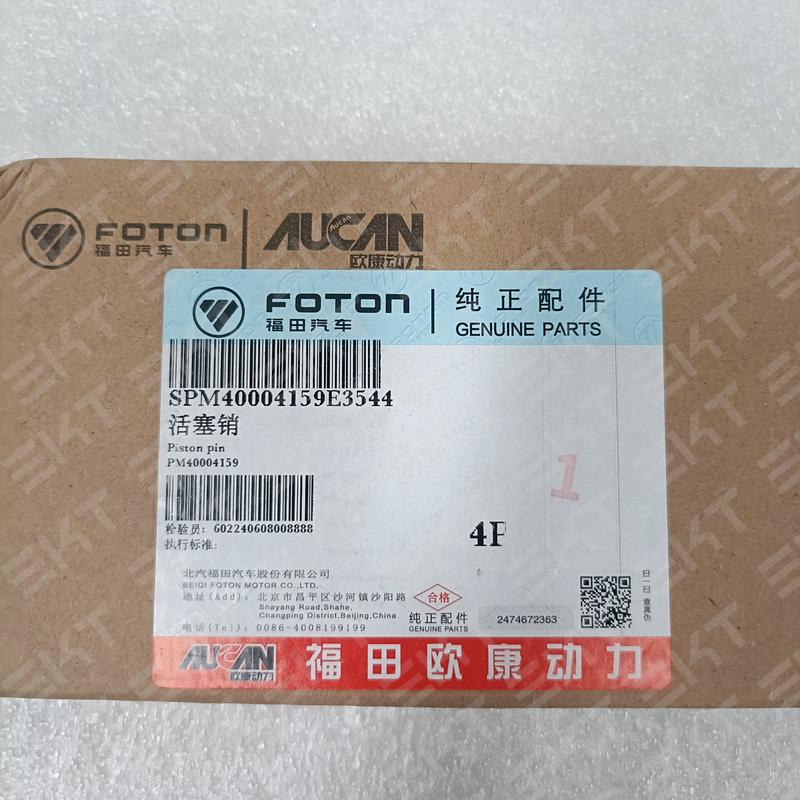 FOTON
福田汽车
AUCAN
Aucan
欧康动力
FOTON
福田汽车
纯正配件
GENUINE PARTS
SPM40004159E3544
活塞销
Piston pin
PM40004159
1
检验员: 602240608008888
4F
执行标准:
北汽福田汽车股份有限公司
BEIQI FOTON MOTOR CO.,LTD.
地址(Add): 北京市昌平区沙河镇沙阳路
Shayang Road,Shahe,
Changping District,Beijing,China.
电话(Tel): 0086-4008199199
合格
纯正配件
GENUINE PARTS
2474672363
扫一扫 查真伪
AUCAN
欧康动力
福田欧康动力
EKT